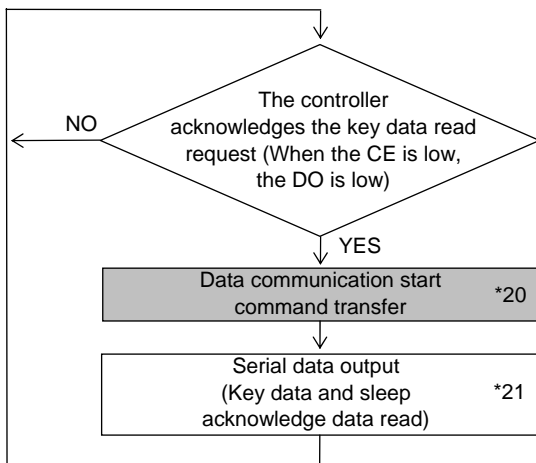 The controller
acknowledges the key data read
request (When the CE is low,
the DO is low)
NO
YES
Data communication start
command transfer
*20
Serial data output
(Key data and sleep
acknowledge data read)
*21